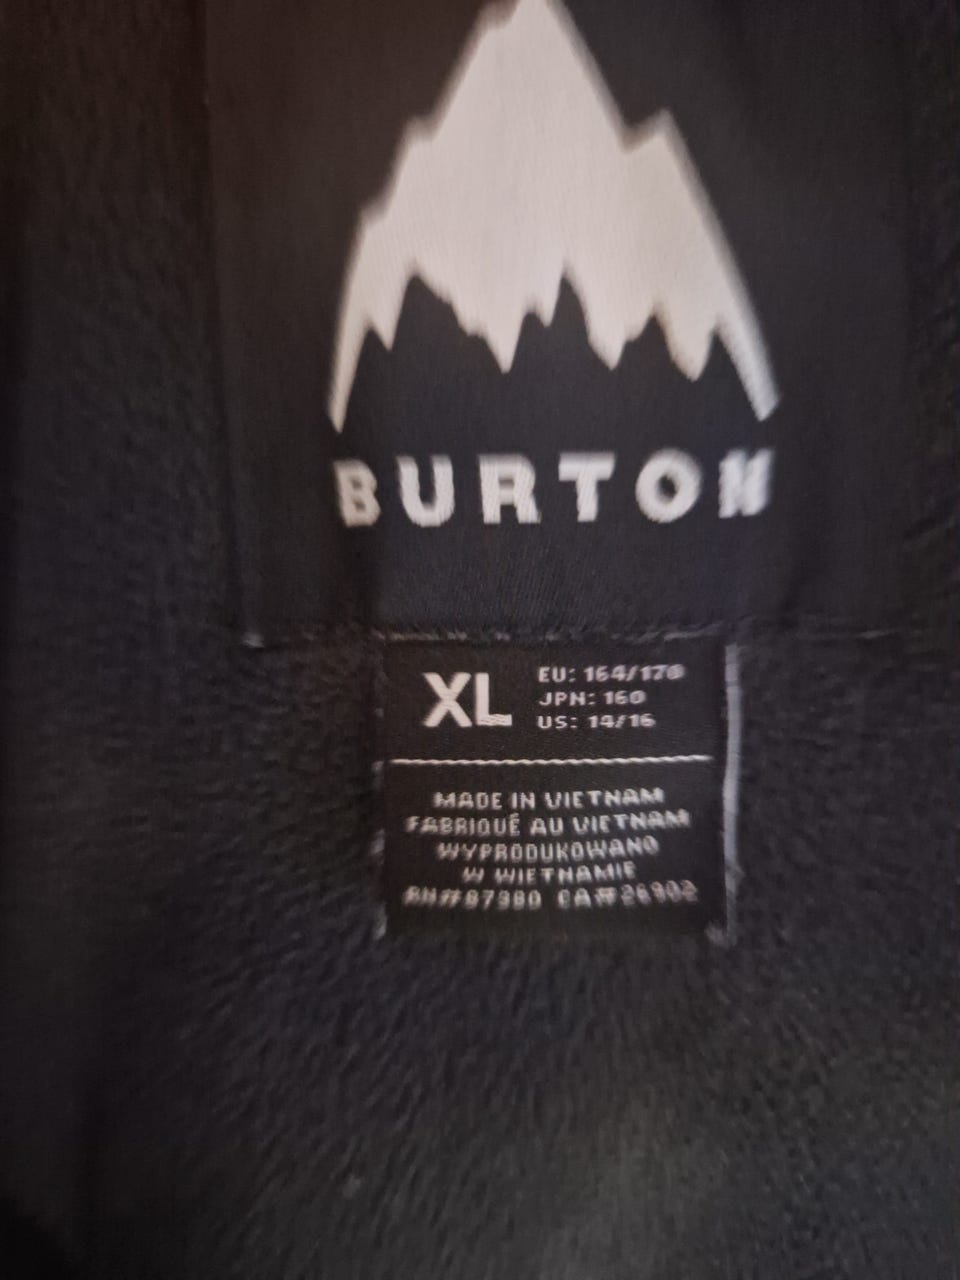 BURTON
XL
EU: 164/170
JPN: 160
US: 14/16
MADE IN VIETNAM
FABRIQUÉ AU VIETNAM
WYPRODUKOWANO
W WIETNAMIE
RN#87380 CA#26902